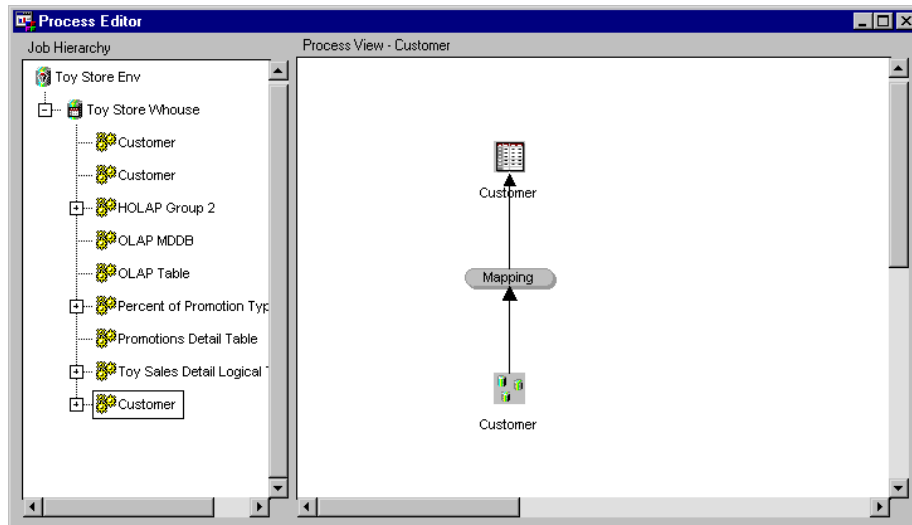 Process Editor
Job Hierarchy
Process View - Customer
Toy Store Env
Toy Store Whouse
Customer
Customer
HOLAP Group 2
OLAP MDDB
OLAP Table
Percent of Promotion Typ
Promotions Detail Table
Toy Sales Detail Logical T
Customer
Customer
Mapping
Customer